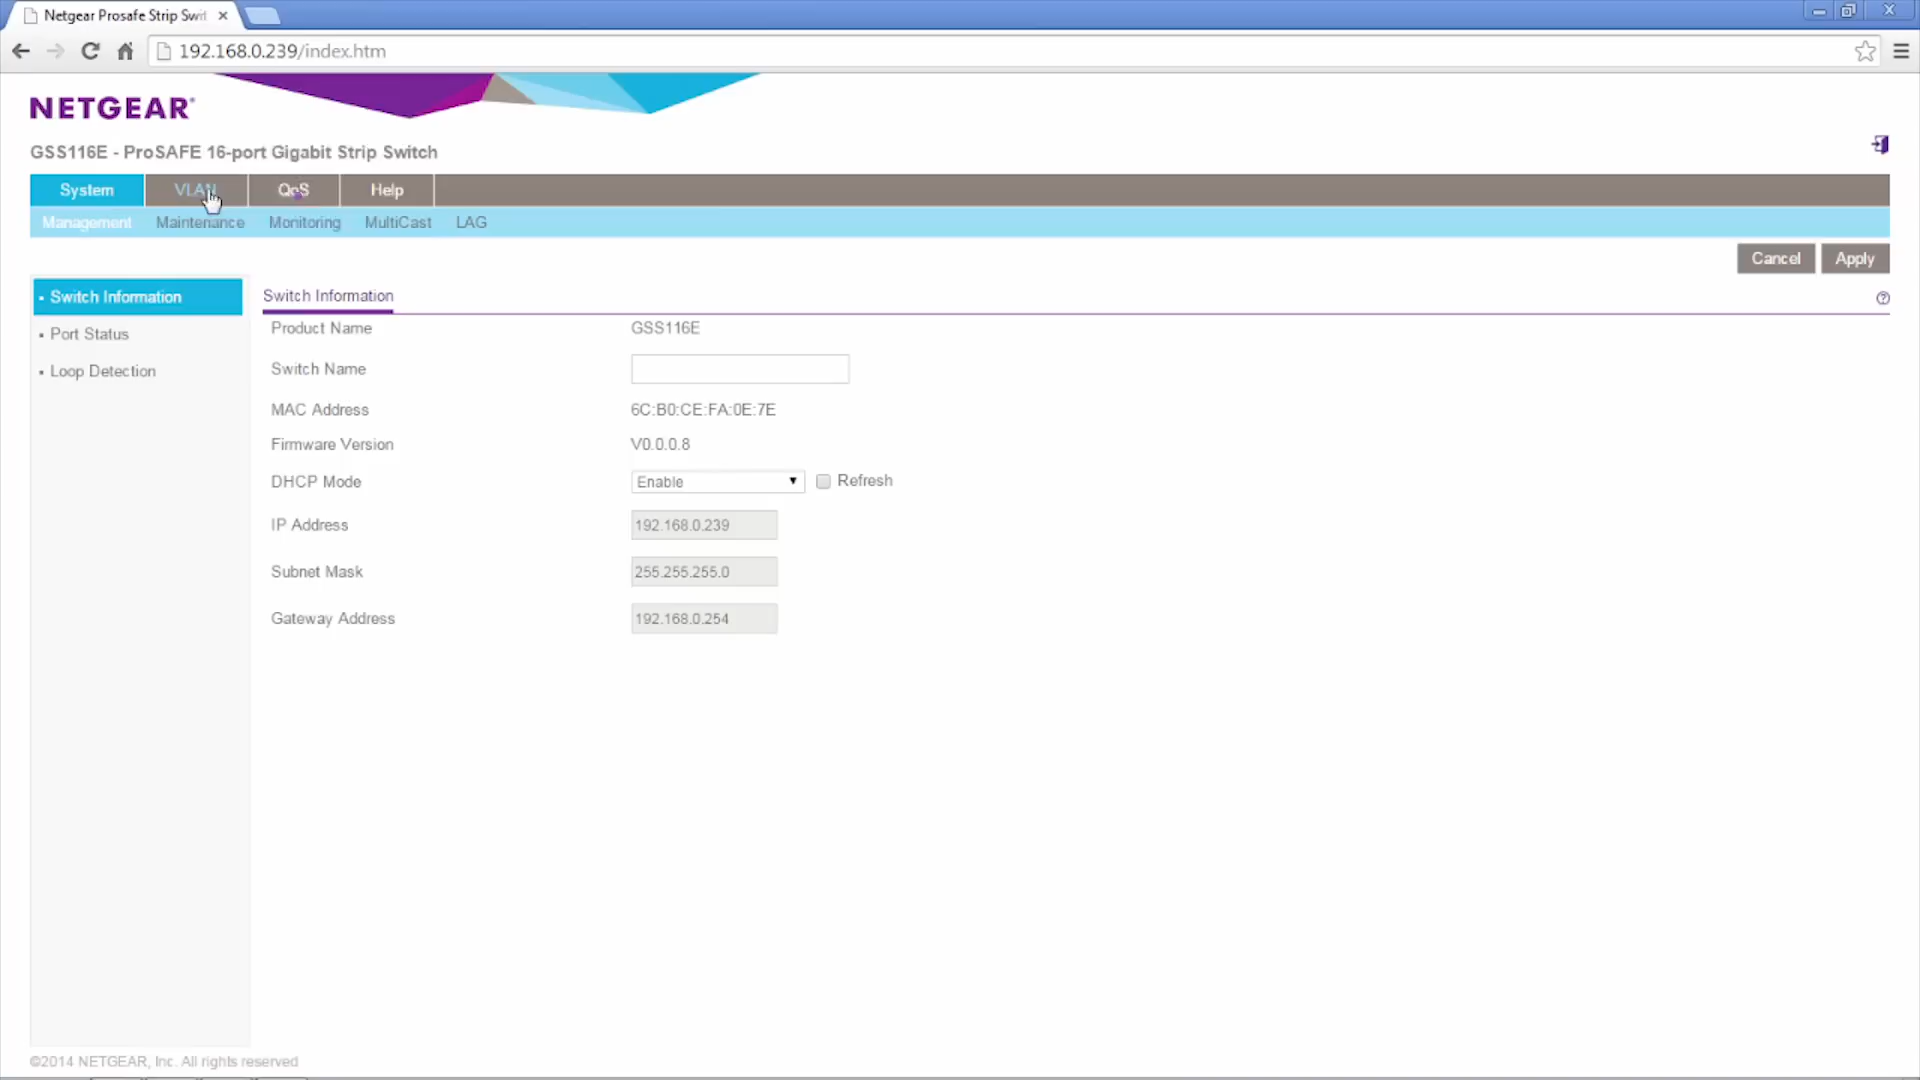 Netgear Prosafe Strip Swit
192.168.0.239/index.htm
NETGEAR®
GSS116E - ProSAFE 16-port Gigabit Strip Switch
System VLAN QoS Help
Management Maintenance Monitoring MultiCast LAG
Cancel Apply
Switch Information
Port Status
Loop Detection
Switch Information
Product Name GSS116E
Switch Name
MAC Address 6C:B0:CE:FA:0E:7E
Firmware Version V0.0.0.8
DHCP Mode Enable Refresh
IP Address 192.168.0.239
Subnet Mask 255.255.255.0
Gateway Address 192.168.0.254
©2014 NETGEAR, Inc. All rights reserved